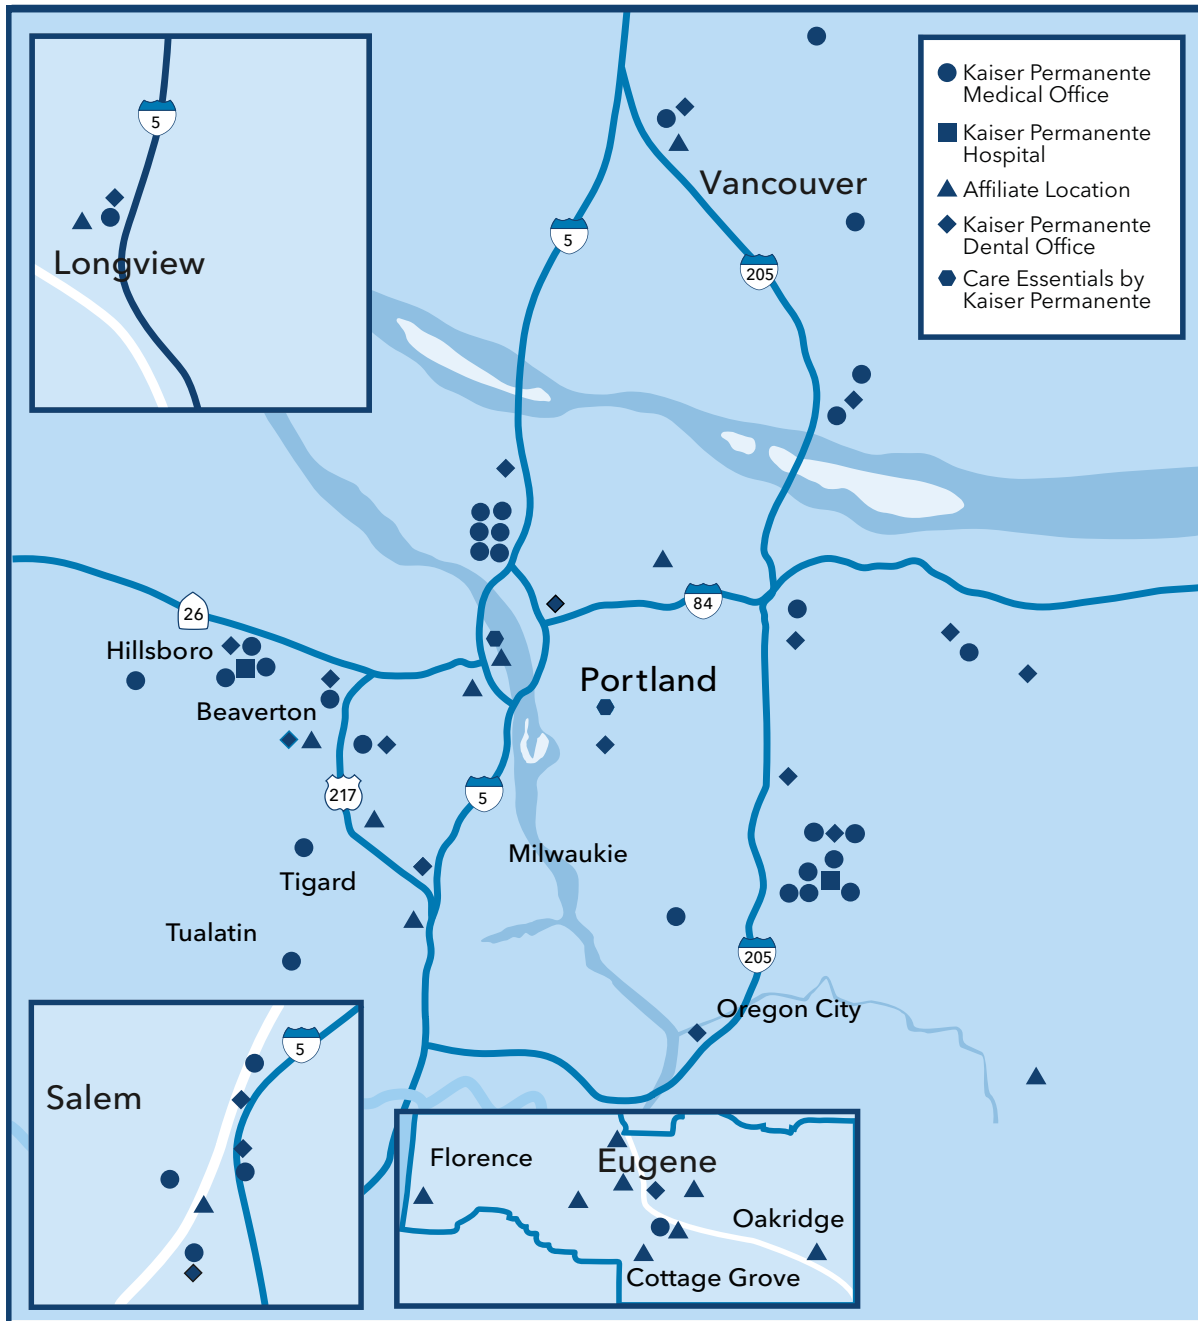 5
Longview
Kaiser Permanente
Medical Office
Kaiser Permanente
Hospital
Affiliate Location
Kaiser Permanente
Dental Office
Care Essentials by
Kaiser Permanente
Vancouver
5
205
84
26
Hillsboro
Portland
Beaverton
217
5
Milwaukie
Tigard
Tualatin
205
Oregon City
5
Salem
Florence
Eugene
Oakridge
Cottage Grove